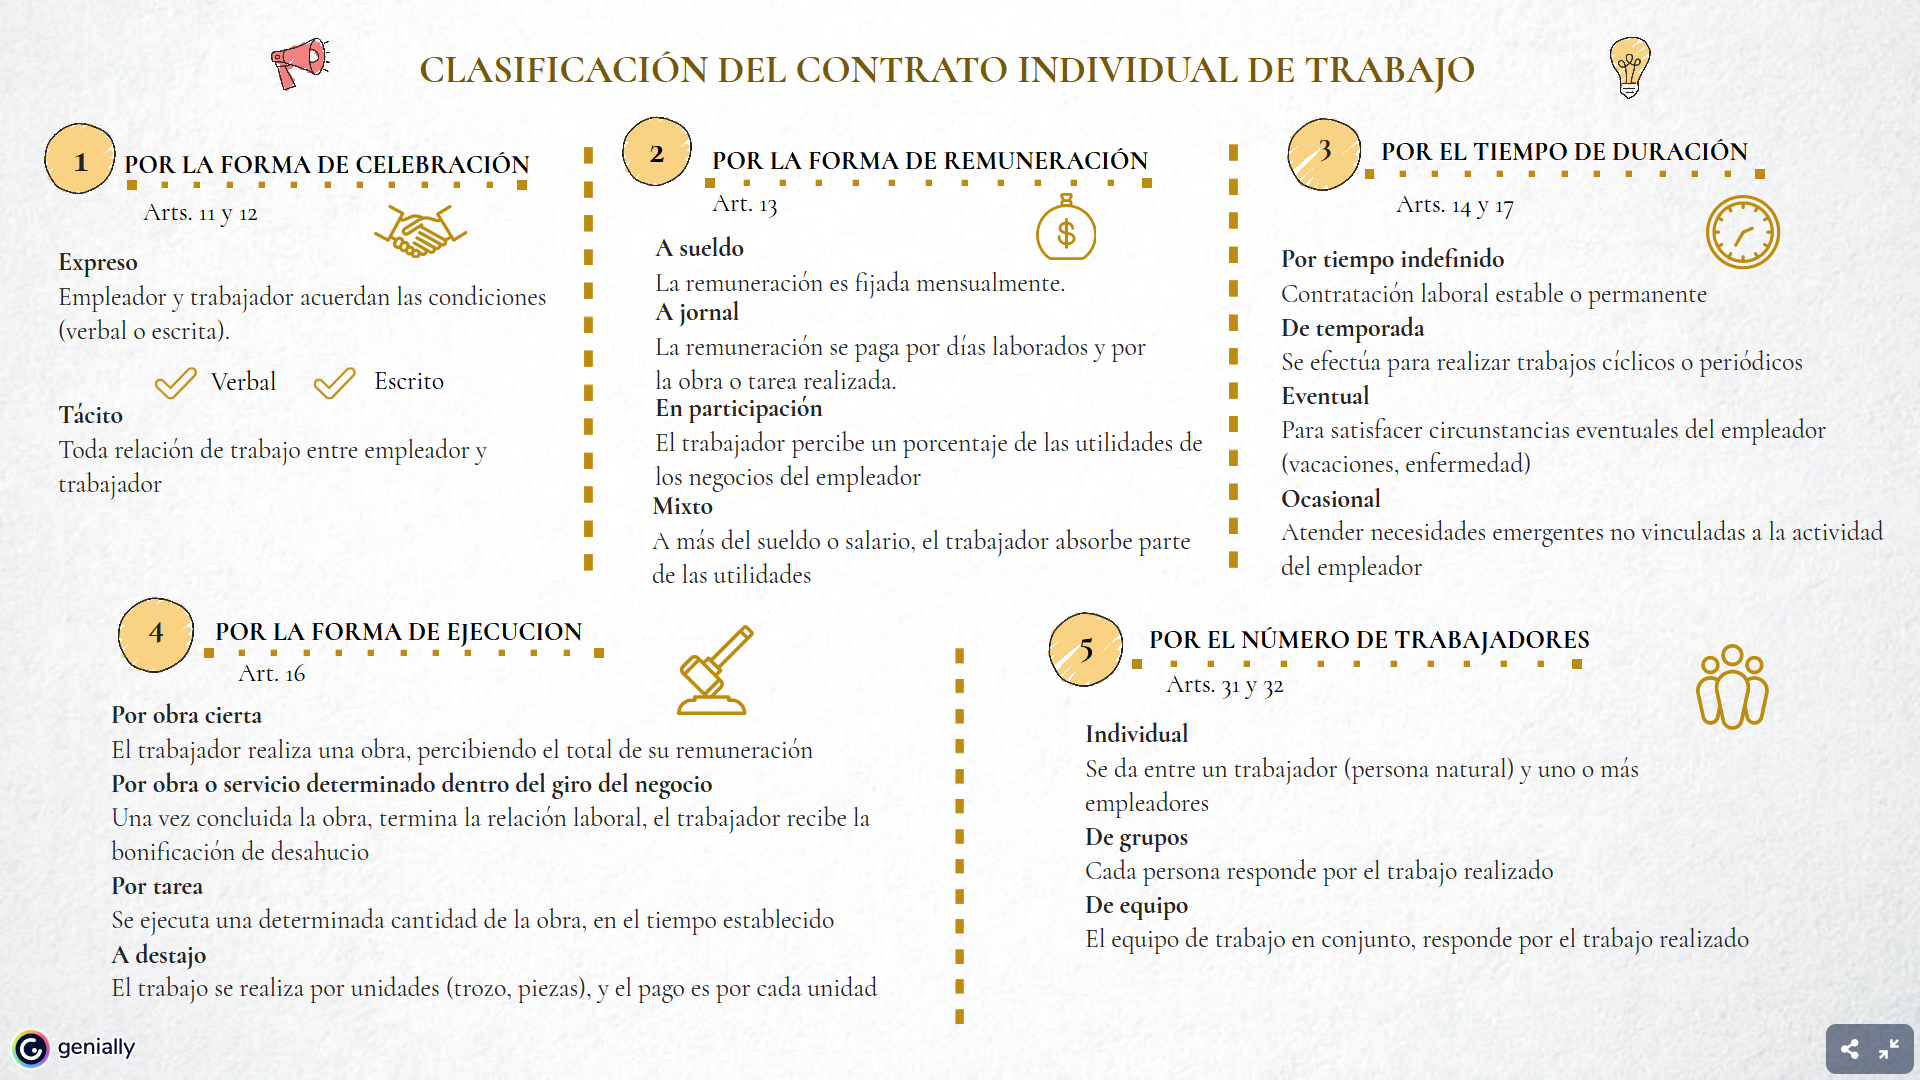 CLASIFICACIÓN DEL CONTRATO INDIVIDUAL DE TRABAJO
1
POR LA FORMA DE CELEBRACIÓN
Arts. 11 y 12
Expreso
Empleador y trabajador acuerdan las condiciones
(verbal o escrita).
Verbal
Escrito
Tácito
Toda relación de trabajo entre empleador y
trabajador
2
POR LA FORMA DE REMUNERACIÓN
Art. 13
$
A sueldo
La remuneración es fijada mensualmente.
A jornal
La remuneración se paga por días laborados y por
la obra o tarea realizada.
En participación
El trabajador percibe un porcentaje de las utilidades de
los negocios del empleador
Mixto
A más del sueldo o salario, el trabajador absorbe parte
de las utilidades
3
POR EL TIEMPO DE DURACIÓN
Arts. 14 y 17
Por tiempo indefinido
Contratación laboral estable o permanente
De temporada
Se efectúa para realizar trabajos cíclicos o periódicos
Eventual
Para satisfacer circunstancias eventuales del empleador
(vacaciones, enfermedad)
Ocasional
Atender necesidades emergentes no vinculadas a la actividad
del empleador
4
POR LA FORMA DE EJECUCION
Art. 16
Por obra cierta
El trabajador realiza una obra, percibiendo el total de su remuneración
Por obra o servicio determinado dentro del giro del negocio
Una vez concluida la obra, termina la relación laboral, el trabajador recibe la
bonificación de desahucio
Por tarea
Se ejecuta una determinada cantidad de la obra, en el tiempo establecido
A destajo
El trabajo se realiza por unidades (trozo, piezas), y el pago es por cada unidad
5
POR EL NÚMERO DE TRABAJADORES
Arts. 31 y 32
Individual
Se da entre un trabajador (persona natural) y uno o más
empleadores
De grupos
Cada persona responde por el trabajo realizado
De equipo
El equipo de trabajo en conjunto, responde por el trabajo realizado
genially